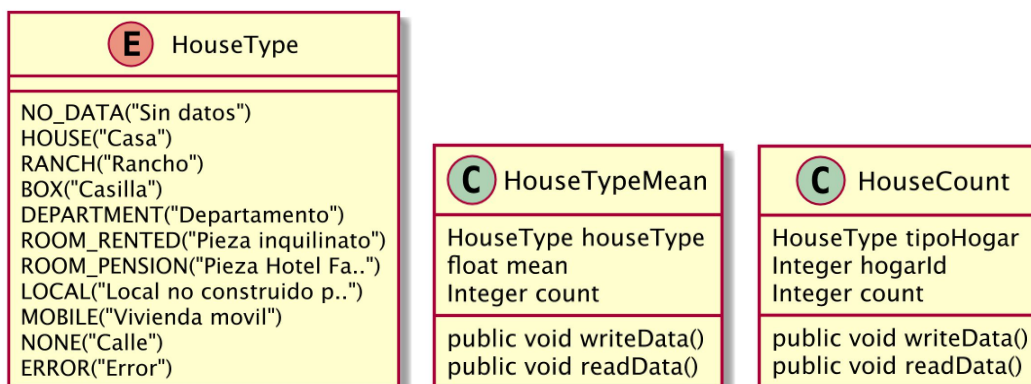 E HouseType
NO_DATA("Sin datos")
HOUSE("Casa")
RANCH("Rancho")
BOX("Casilla")
DEPARTMENT("Departamento")
ROOM_RENTED("Pieza inquilinato")
ROOM_PENSION("Pieza Hotel Fa..")
LOCAL("Local no construido p..")
MOBILE("Vivienda movil")
NONE("Calle")
ERROR("Error")
C HouseTypeMean
HouseType houseType
float mean
Integer count
public void writeData()
public void readData()
C HouseCount
HouseType tipoHogar
Integer hogarId
Integer count
public void writeData()
public void readData()